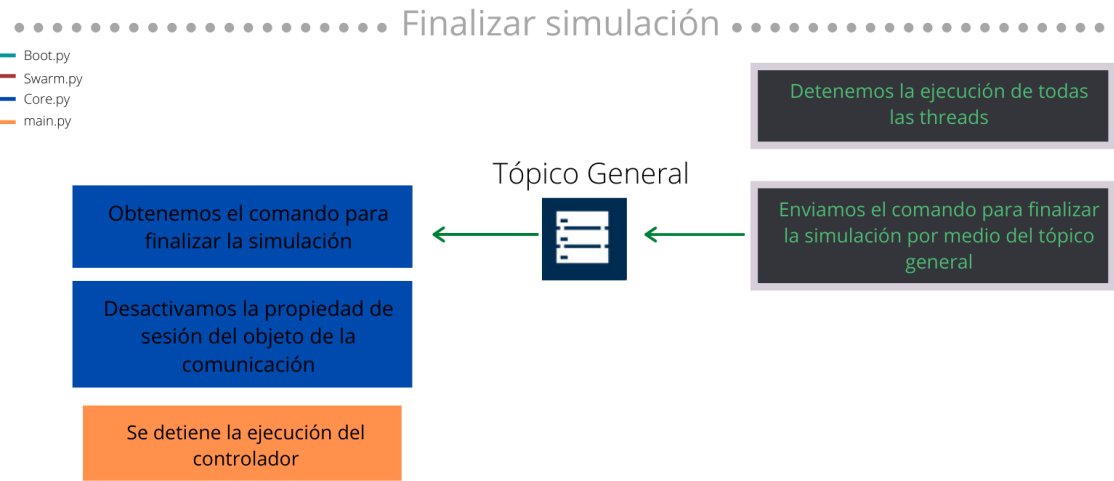 Finalizar simulación
Boot.py
Swarm.py
Core.py
main.py
Detenemos la ejecución de todas
las threads
Tópico General
Enviamos el comando para finalizar
la simulación por medio del tópico
general
Obtenemos el comando para
finalizar la simulación
Desactivamos la propiedad de
sesión del objeto de la
comunicación
Se detiene la ejecución del
controlador